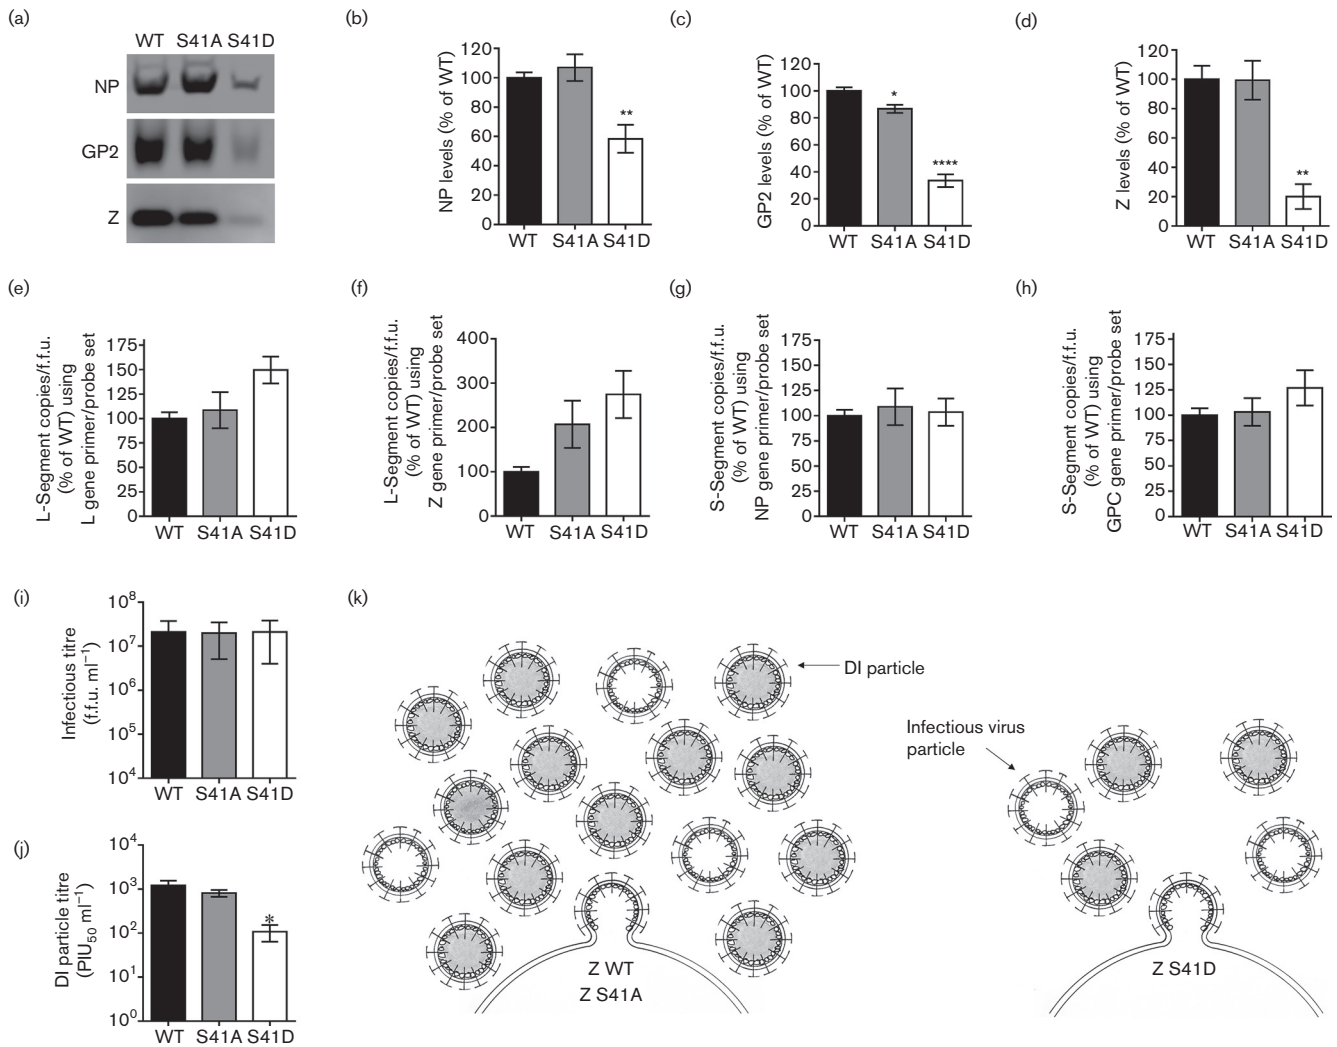 (a)
WT S41A S41D
NP
GP2
Z
(b)
NP levels (% of WT)
120
100
80
60
40
20
0
**
WT S41A S41D
(c)
GP2 levels (% of WT)
120
100
80
60
40
20
0
*
****
WT S41A S41D
(d)
Z levels (% of WT)
120
100
80
60
40
20
0
**
WT S41A S41D
(e)
L-Segment copies/f.f.u.
(% of WT) using
L gene primer/probe set
175
150
125
100
75
50
25
0
WT S41A S41D
(f)
L-Segment copies/f.f.u.
(% of WT) using
Z gene primer/probe set
400
300
200
100
0
WT S41A S41D
(g)
S-Segment copies/f.f.u.
(% of WT) using
NP gene primer/probe set
175
150
125
100
75
50
25
0
WT S41A S41D
(h)
S-Segment copies/f.f.u.
(% of WT) using
GPC gene primer/probe set
175
150
125
100
75
50
25
0
WT S41A S41D
(i)
Infectious titre
(f.f.u. ml⁻¹)
10⁸
10⁷
10⁶
10⁵
10⁴
WT S41A S41D
(j)
DI particle titre
(PIU₅₀ ml⁻¹)
10⁴
10³
10²
10¹
10⁰
*
WT S41A S41D
(k)
DI particle
Infectious virus
particle
Z WT
Z S41A
Z S41D